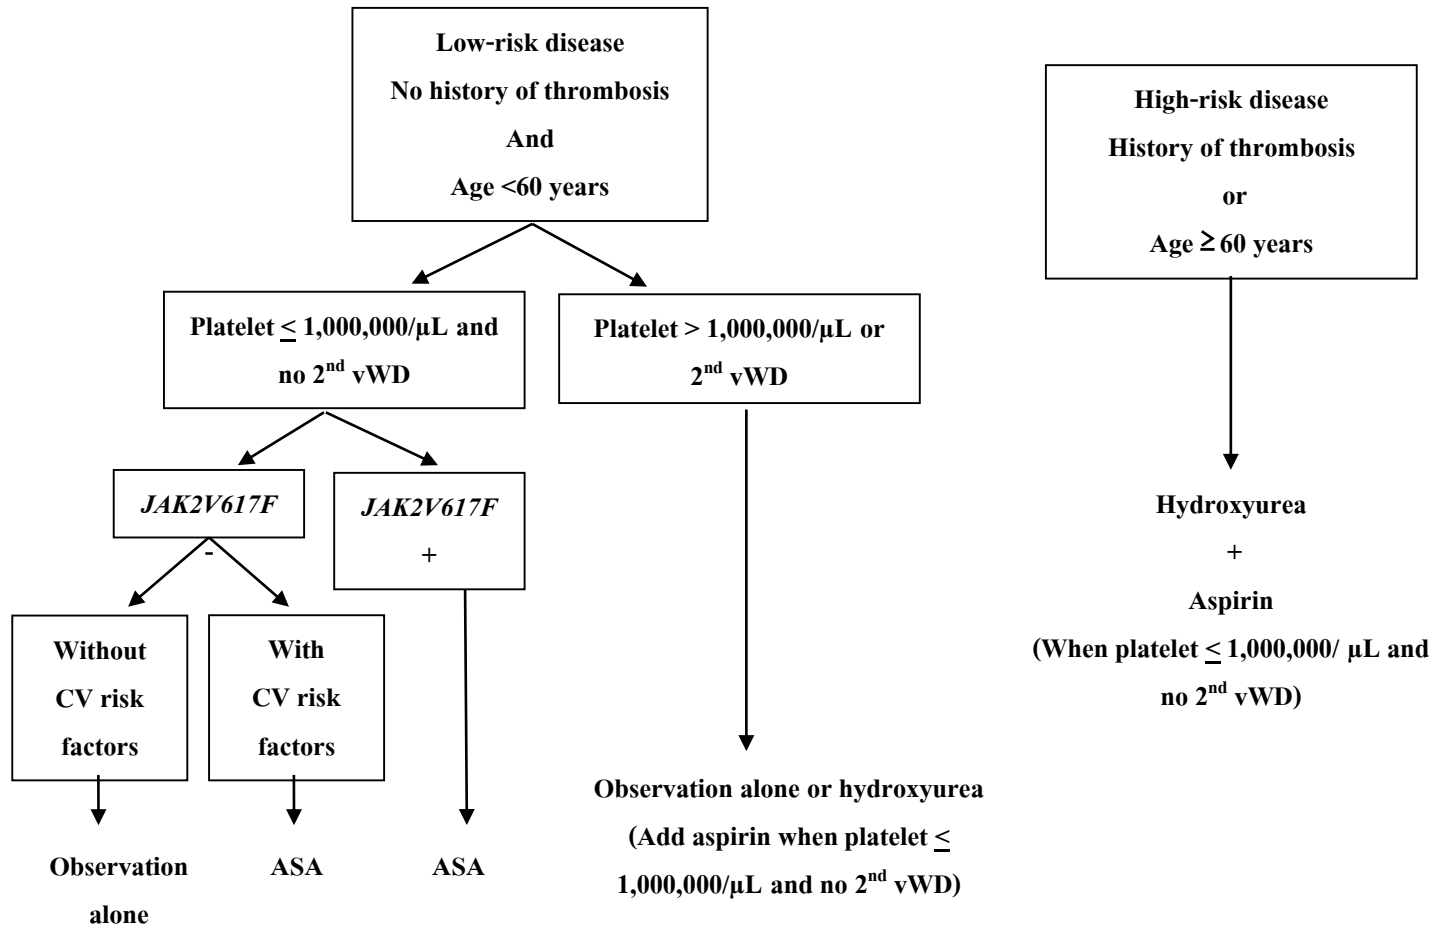 Low-risk disease
No history of thrombosis
And
Age <60 years
High-risk disease
History of thrombosis
or
Age ≥ 60 years
Platelet ≤ 1,000,000/µL and
no 2nd vWD
Platelet > 1,000,000/µL or
2nd vWD
JAK2V617F
-
JAK2V617F
+
Without
CV risk
factors
With
CV risk
factors
Observation
alone
ASA
ASA
Observation alone or hydroxyurea
(Add aspirin when platelet ≤
1,000,000/µL and no 2nd vWD)
Hydroxyurea
+
Aspirin
(When platelet ≤ 1,000,000/ µL and
no 2nd vWD)